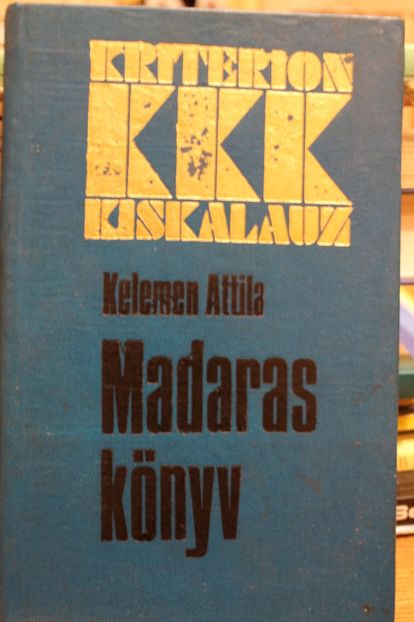 KRITERION
KKK
KISKALAUZ
Kelemen Attila
Madaras
könyv